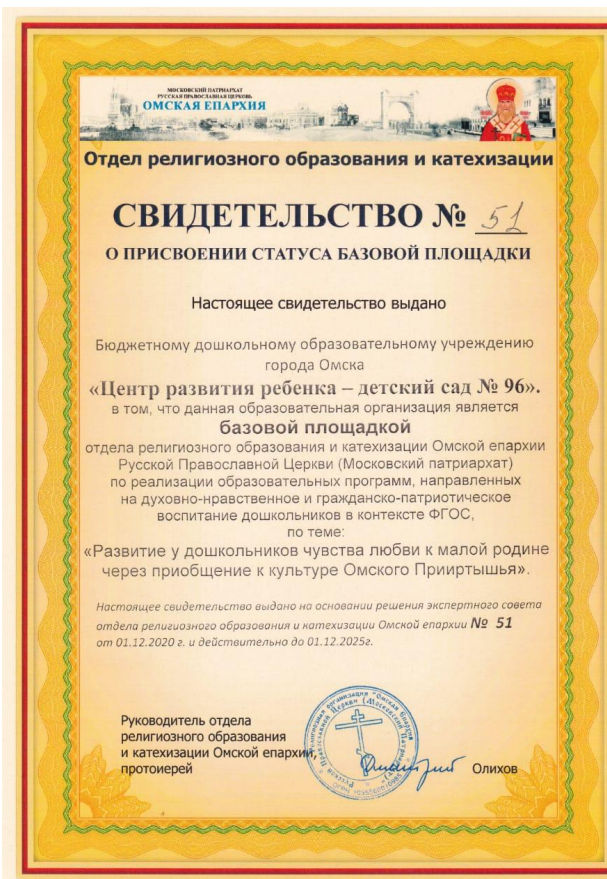 МОСКОВСКИЙ ПАТРИАРХАТ
РУССКАЯ ПРАВОСЛАВНАЯ ЦЕРКОВЬ
ОМСКАЯ ЕПАРХИЯ
Отдел религиозного образования и катехизации
СВИДЕТЕЛЬСТВО № 51
О ПРИСВОЕНИИ СТАТУСА БАЗОВОЙ ПЛОЩАДКИ
Настоящее свидетельство выдано
Бюджетному дошкольному образовательному учреждению
города Омска
«Центр развития ребенка – детский сад № 96».
в том, что данная образовательная организация является
базовой площадкой
отдела религиозного образования и катехизации Омской епархии
Русской Православной Церкви (Московский патриархат)
по реализации образовательных программ, направленных
на духовно-нравственное и гражданско-патриотическое
воспитание дошкольников в контексте ФГОС,
по теме:
«Развитие у дошкольников чувства любви к малой родине
через приобщение к культуре Омского Прииртышья».
Настоящее свидетельство выдано на основании решения экспертного совета
отдела религиозного образования и катехизации Омской епархии № 51
от 01.12.2020 г. и действительно до 01.12.2025г.
Руководитель отдела
религиозного образования
и катехизации Омской епархии,
протоиерей Олихов